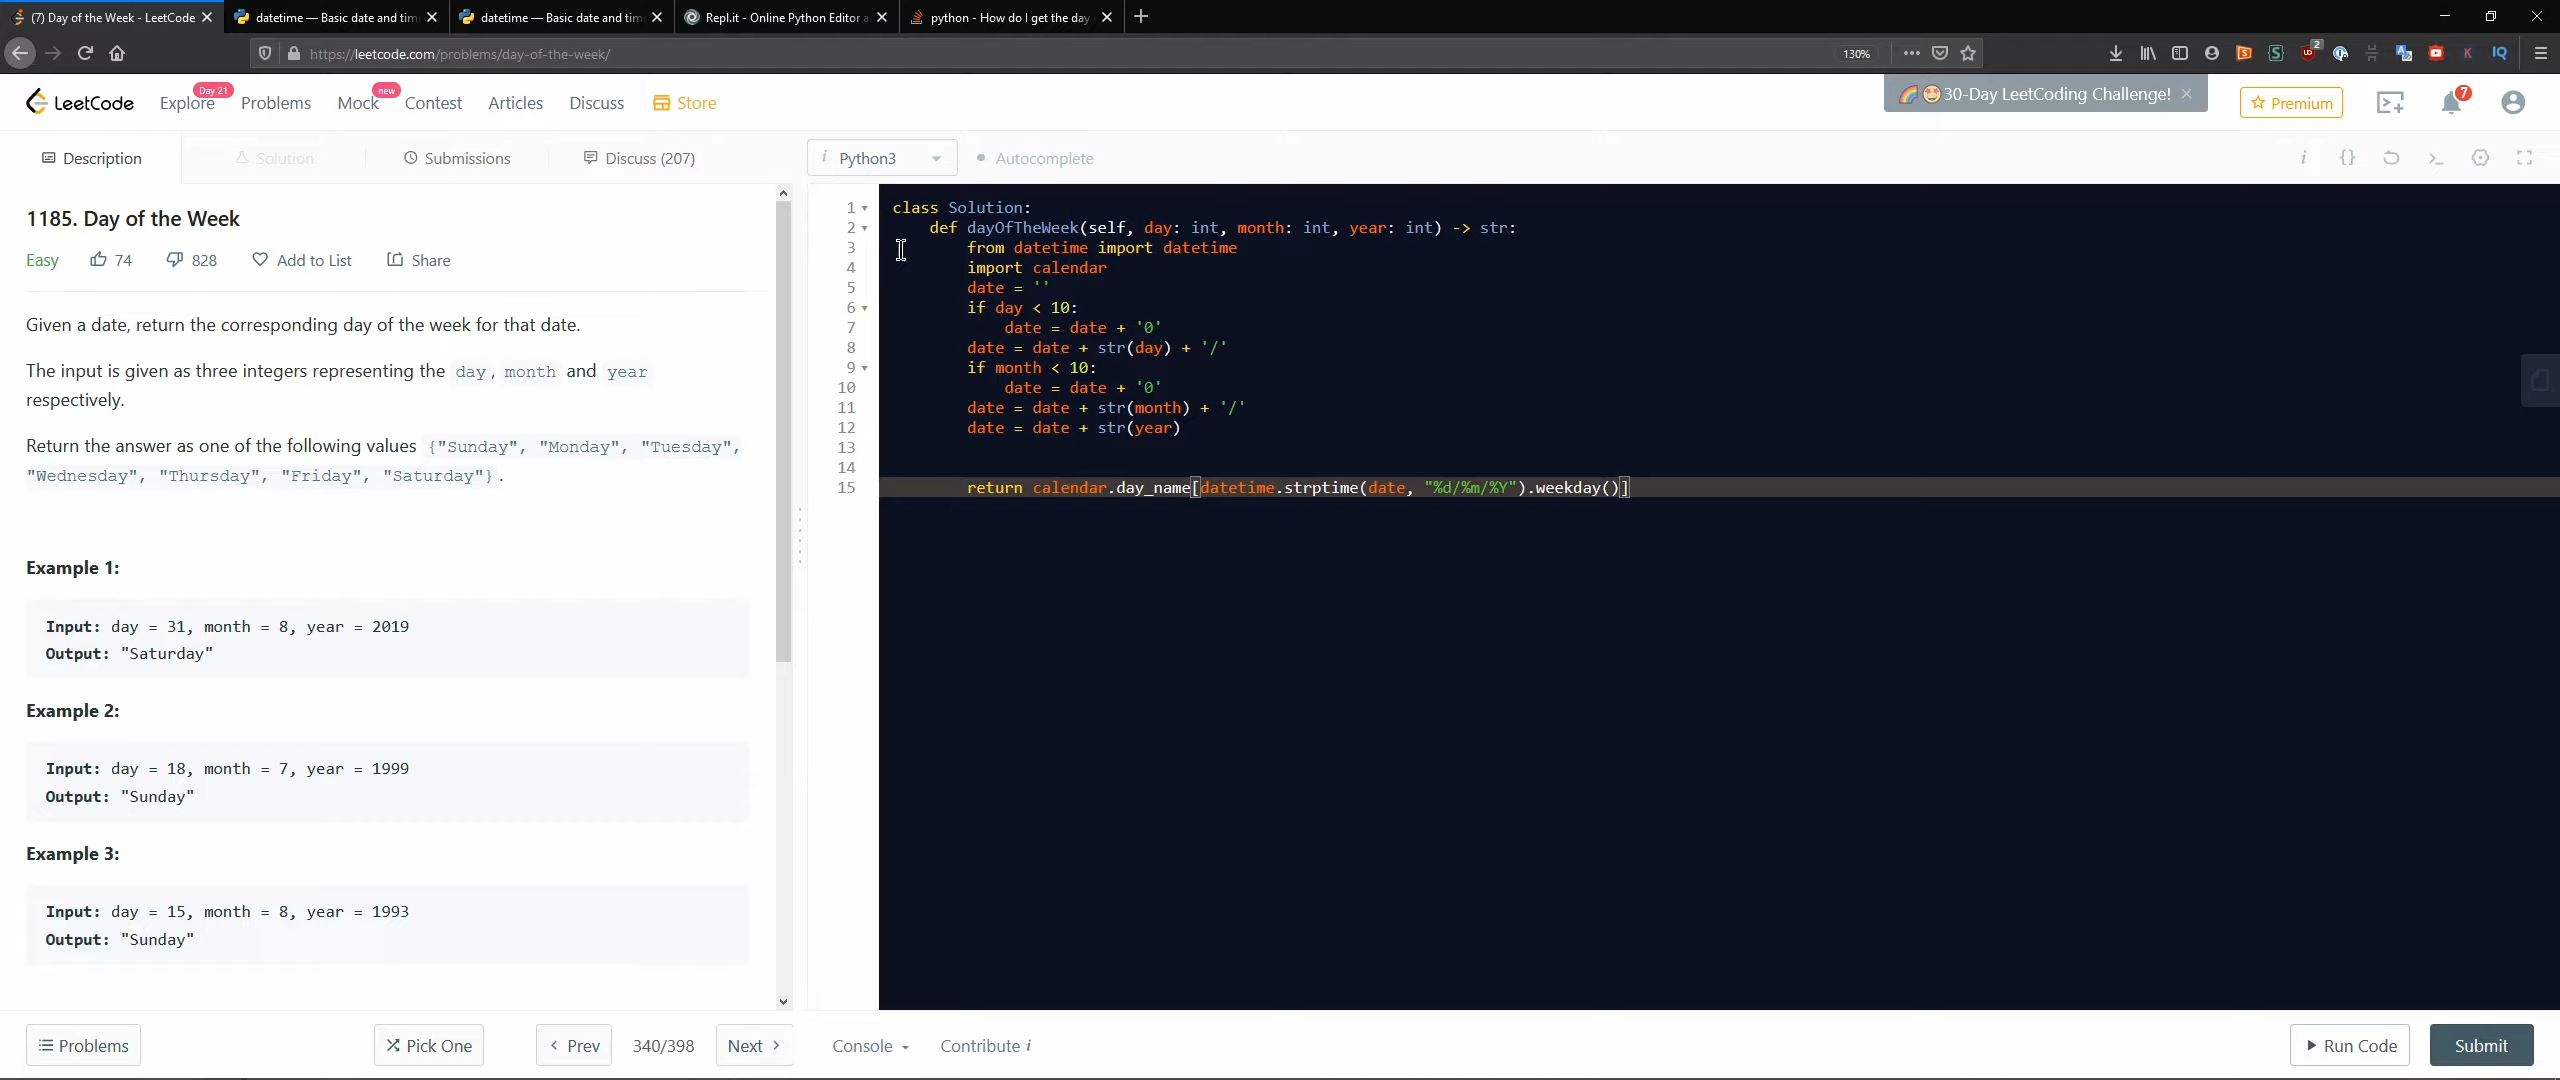 (7) Day of the Week - LeetCode
datetime — Basic date and tim
datetime — Basic date and tim
Repl.it - Online Python Editor a
python - How do I get the day
https://leetcode.com/problems/day-of-the-week/
130%
2
S
K
IQ
LeetCode
Explore
Day 21
Problems
Mock
new
Contest
Articles
Discuss
Store
30-Day LeetCoding Challenge!
Premium
7
Description
Solution
Submissions
Discuss (207)
i Python3
Autocomplete
i {}
1185. Day of the Week
Easy
74
828
Add to List
Share
Given a date, return the corresponding day of the week for that date.
The input is given as three integers representing the day, month and year
respectively.
Return the answer as one of the following values {"Sunday", "Monday", "Tuesday",
"Wednesday", "Thursday", "Friday", "Saturday"}.
Example 1:
Input: day = 31, month = 8, year = 2019
Output: "Saturday"
Example 2:
Input: day = 18, month = 7, year = 1999
Output: "Sunday"
Example 3:
Input: day = 15, month = 8, year = 1993
Output: "Sunday"
1 class Solution:
2     def dayOfTheWeek(self, day: int, month: int, year: int) -> str:
3         from datetime import datetime
4         import calendar
5         date = ''
6         if day < 10:
7             date = date + '0'
8         date = date + str(day) + '/'
9         if month < 10:
10             date = date + '0'
11         date = date + str(month) + '/'
12         date = date + str(year)
13
14
15         return calendar.day_name[datetime.strptime(date, "%d/%m/%Y").weekday()]
Problems
Pick One
Prev
340/398
Next
Console
Contribute i
Run Code
Submit